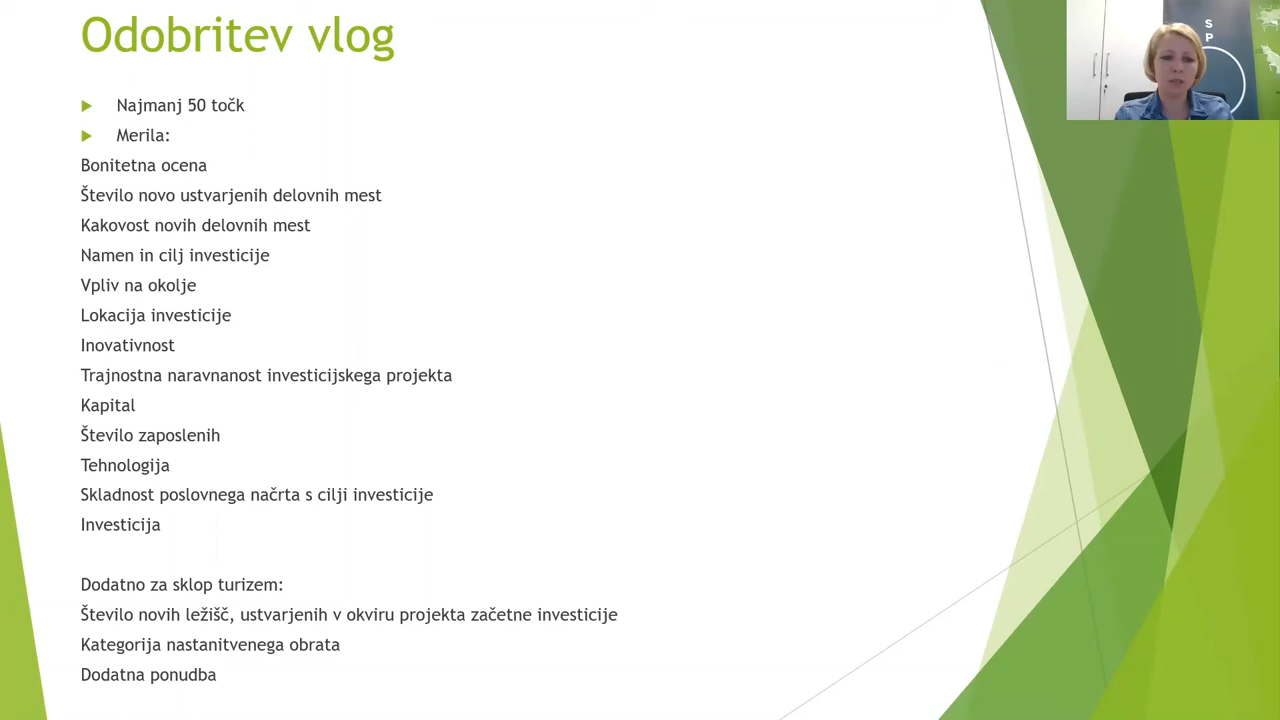 Odobritev vlog
Najmanj 50 točk
Merila:
Bonitetna ocena
Število novo ustvarjenih delovnih mest
Kakovost novih delovnih mest
Namen in cilj investicije
Vpliv na okolje
Lokacija investicije
Inovativnost
Trajnostna naravnanost investicijskega projekta
Kapital
Število zaposlenih
Tehnologija
Skladnost poslovnega načrta s cilji investicije
Investicija
Dodatno za sklop turizem:
Število novih ležišč, ustvarjenih v okviru projekta začetne investicije
Kategorija nastanitvenega obrata
Dodatna ponudba
S
P